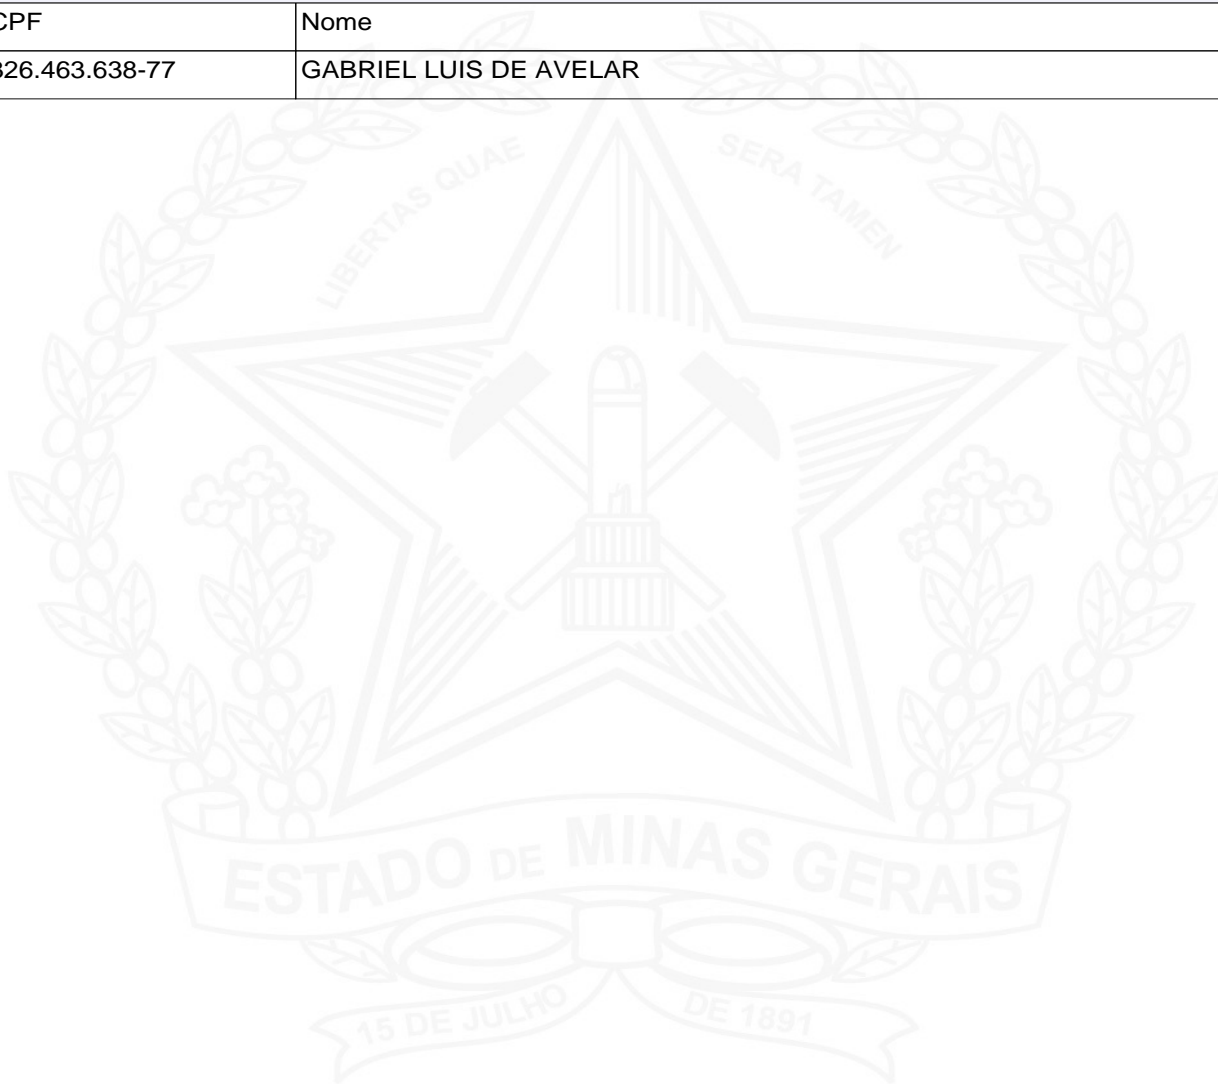 CPF Nome
326.463.638-77 GABRIEL LUIS DE AVELAR
LIBERTAS QUAE SERA TAMEN
ESTADO DE MINAS GERAIS
15 DE JULHO DE 1891